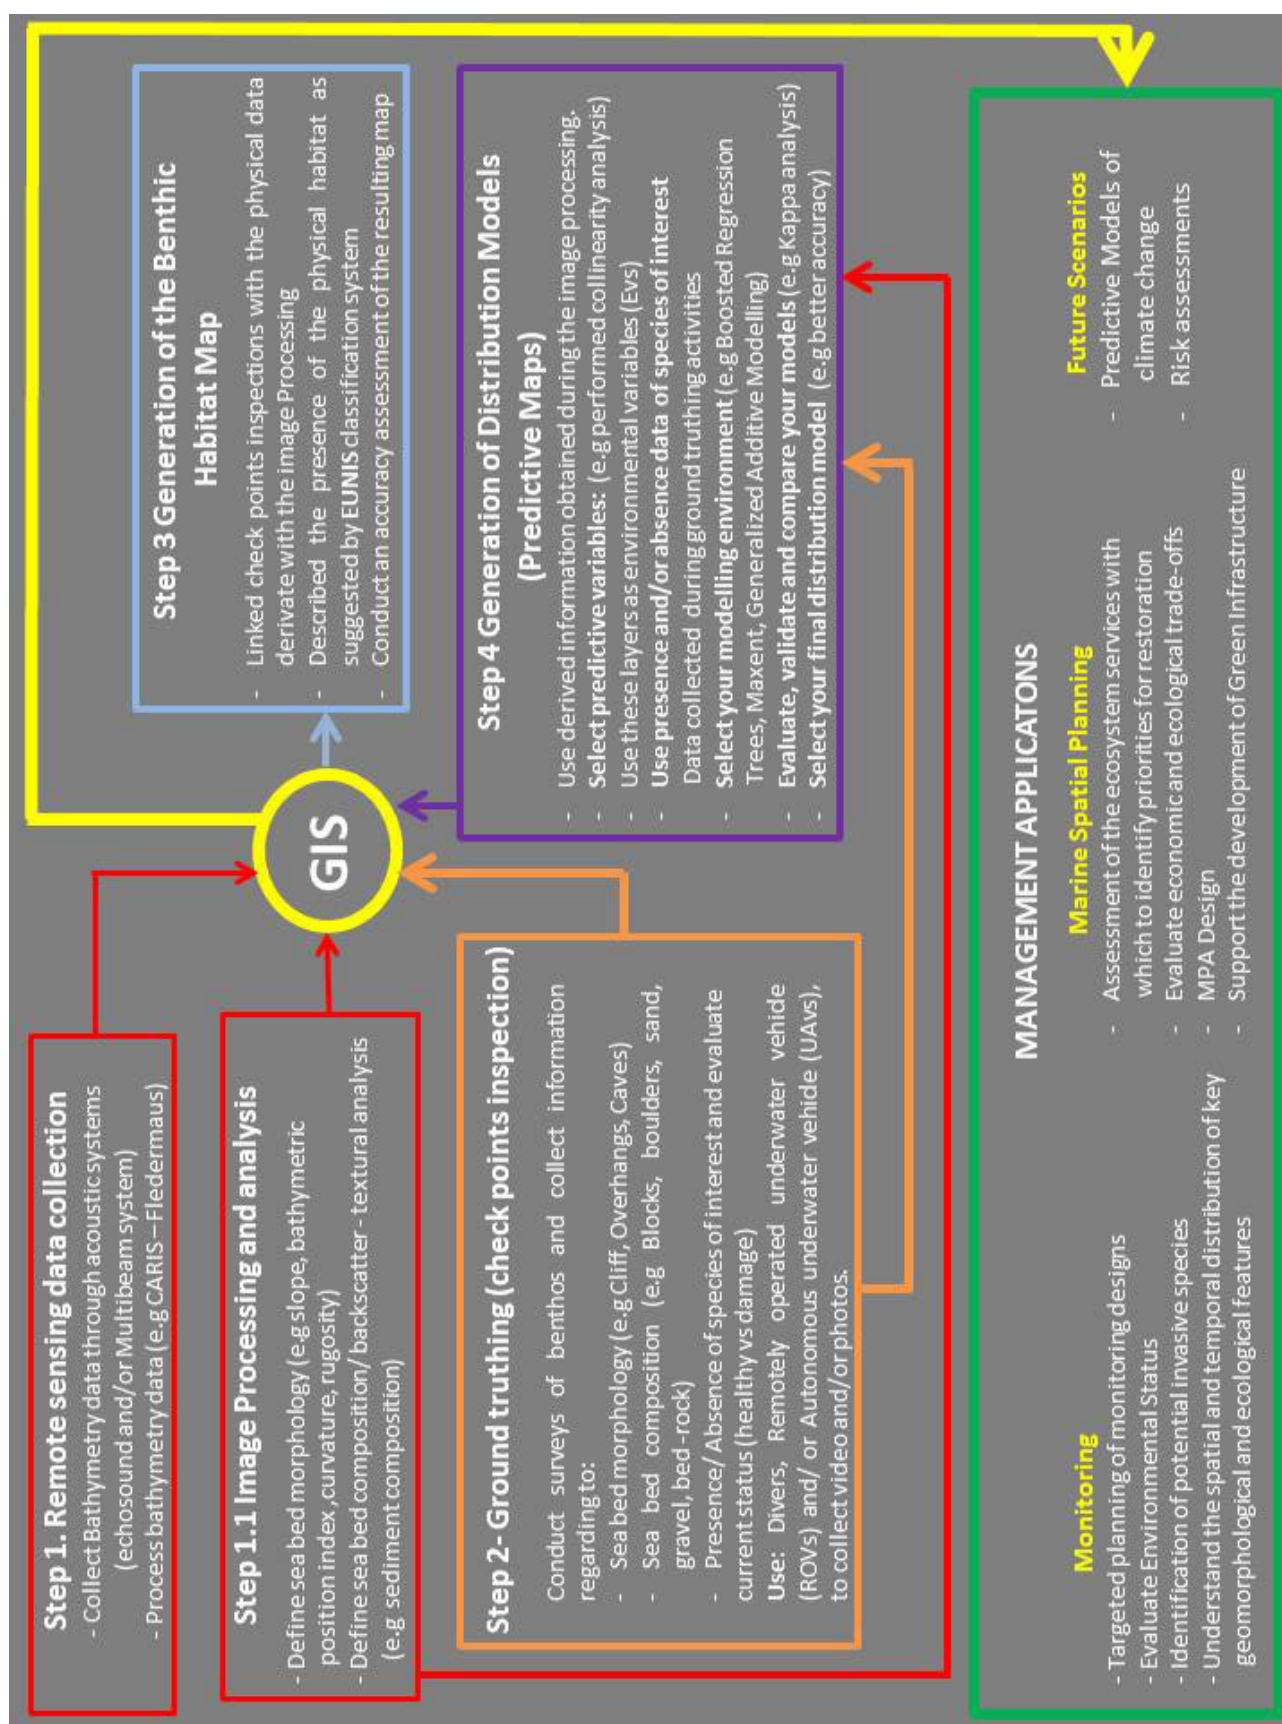 Step 1. Remote sensing data collection
- Collect Bathymetry data through acoustic systems
(echosound and/or Multibeam system)
- Process bathymetry data (e.g CARIS – Fledermaus)
Step 1.1 Image Processing and analysis
- Define sea bed morphology (e.g slope, bathymetric
position index ,curvature, rugosity)
- Define sea bed composition/ backscatter - textural analysis
(e.g sediment composition)
GIS
Step 3 Generation of the Benthic
Habitat Map
- Linked check points inspections with the physical data
derivate with the image Processing
- Described the presence of the physical habitat as
suggested by EUNIS classification system
- Conduct an accuracy assessment of the resulting map
Step 2- Ground truthing (check points inspection)
Conduct surveys of benthos and collect information
regarding to:
- Sea bed morphology (e.g Cliff, Overhangs, Caves)
- Sea bed composition (e.g Blocks, boulders, sand,
gravel, bed -rock)
- Presence/ Absence of species of interest and evaluate
current status (healthy vs damage)
Use: Divers, Remotely operated underwater vehide
(ROVs) and/ or Autonomous underwater vehide (UAVs),
to collect video and/or photos.
Step 4 Generation of Distribution Models
(Predictive Maps)
- Use derived information obtained during the image processing.
- Select predictive variables: (e.g performed collinearity analysis)
- Use these layers as environmental variables (Evs)
- Use presence and/or absence data of species of interest
Data collected during ground truthing activities
- Select your modelling environment (e.g Boosted Regression
Trees, Maxent, Generalized Additive Modelling)
- Evaluate, validate and compare your models (e.g Kappa analysis)
- Select your final distribution model (e.g better accuracy)
MANAGEMENT APPLICATONS
Monitoring
- Targeted planning of monitoring designs
- Evaluate Environmental Status
- Identification of potential invasive species
- Understand the spatial and temporal distribution of key
geomorphological and ecological features
Marine Spatial Planning
- Assessment of the ecosystem services with
which to identify priorities for restoration
- Evaluate economic and ecological trade-offs
- MPA Design
- Support the development of Green Infrastructure
Future Scenarios
- Predictive Models of
climate change
- Risk assessments